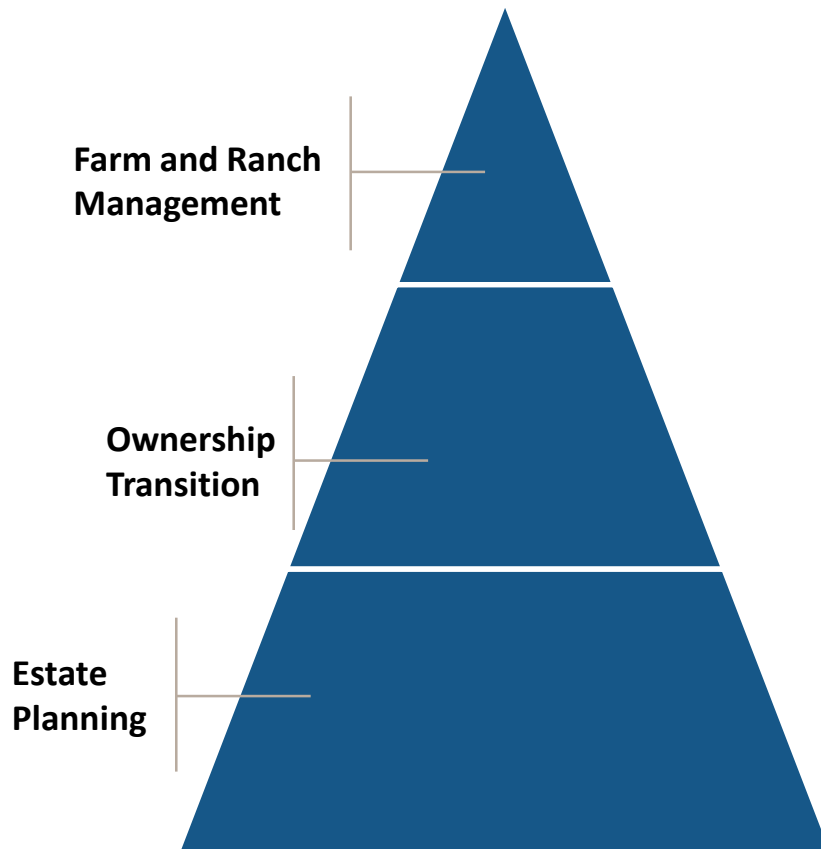 Farm and Ranch
Management
Ownership
Transition
Estate
Planning